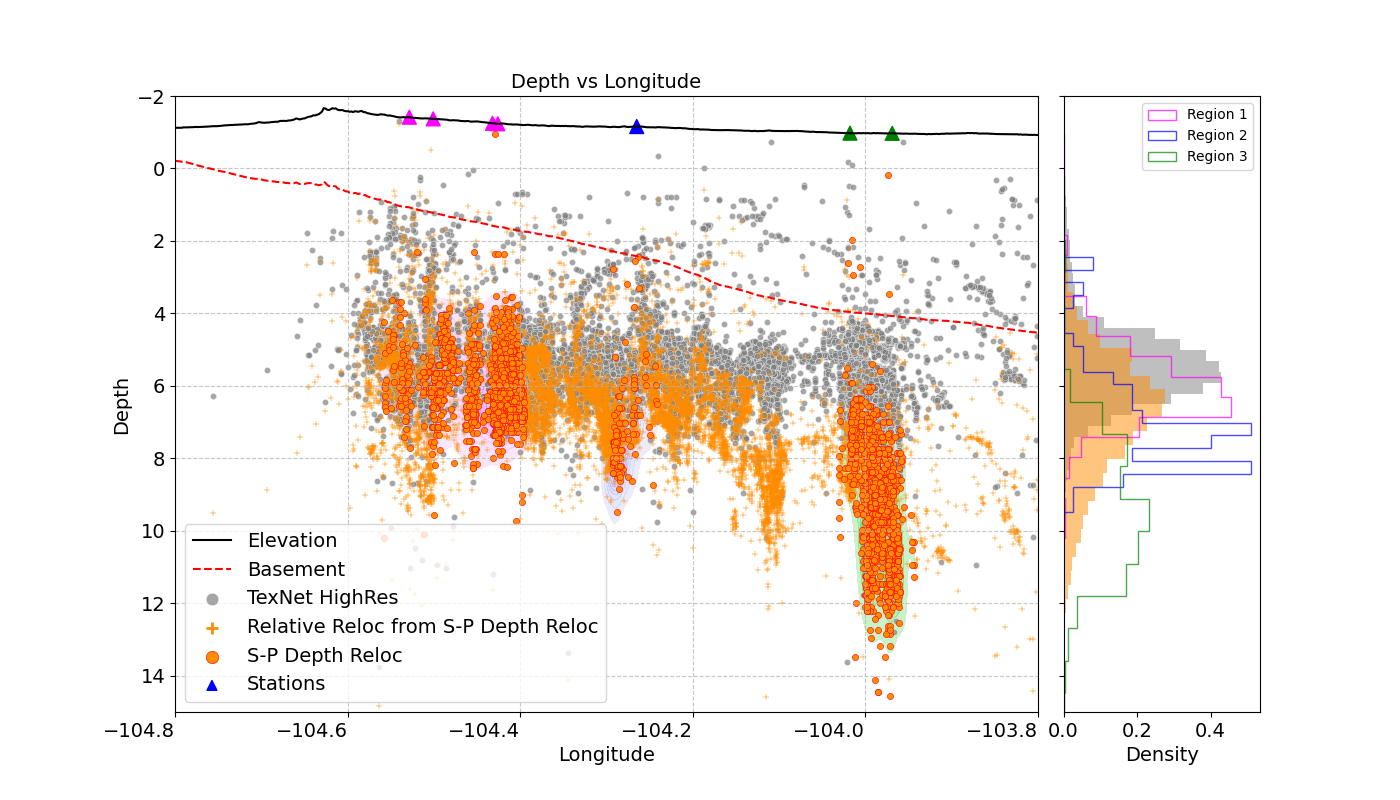 Depth vs Longitude
−2
0
2
4
6
8
10
12
14
Depth
−104.8
−104.6
−104.4
−104.2
−104.0
−103.8
Longitude
Elevation
Basement
TexNet HighRes
Relative Reloc from S-P Depth Reloc
S-P Depth Reloc
Stations
Region 1
Region 2
Region 3
0.0
0.2
0.4
Density